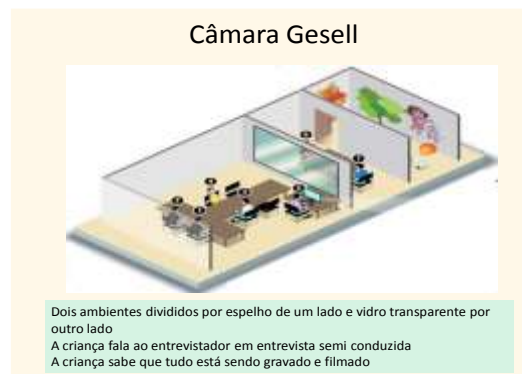 Câmara Gesell
Dois ambientes divididos por espelho de um lado e vidro transparente por
outro lado
A criança fala ao entrevistador em entrevista semi conduzida
A criança sabe que tudo está sendo gravado e filmado